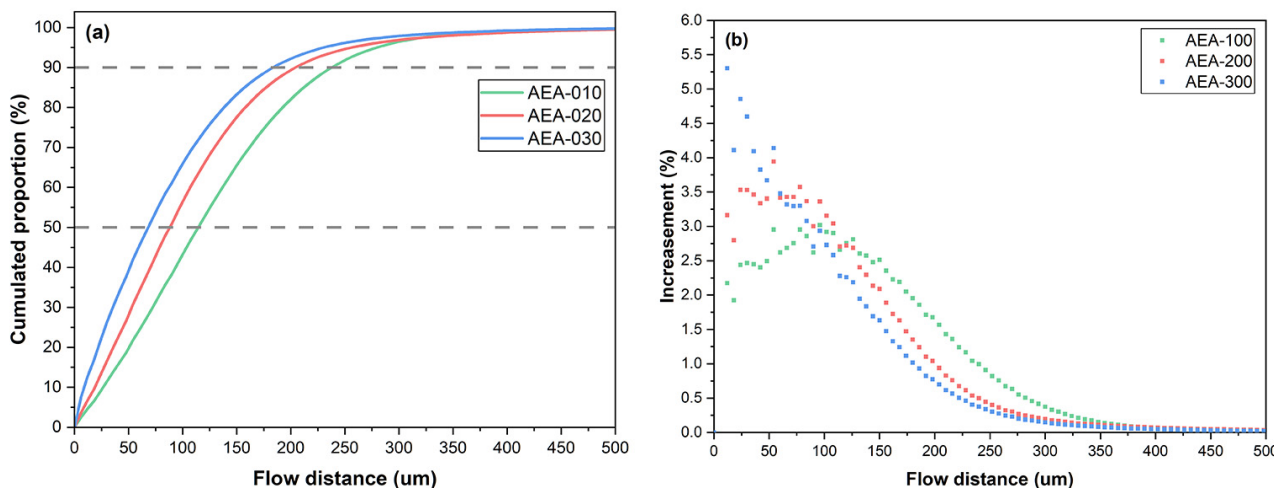 (a)
Cumulated proportion (%)
100
90
80
70
60
50
40
30
20
10
0
AEA-010
AEA-020
AEA-030
0 50 100 150 200 250 300 350 400 450 500
Flow distance (um)
(b)
Increasement (%)
6.0
5.5
5.0
4.5
4.0
3.5
3.0
2.5
2.0
1.5
1.0
0.5
0.0
AEA-100
AEA-200
AEA-300
0 50 100 150 200 250 300 350 400 450 500
Flow distance (um)